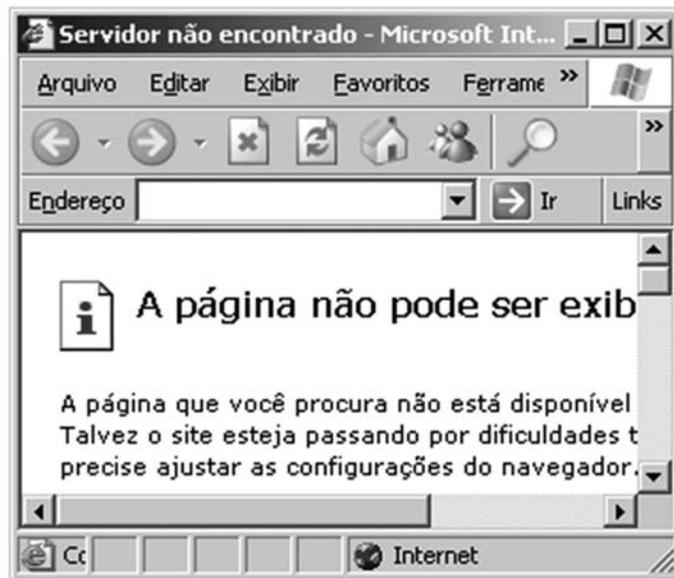 Servidor não encontrado - Microsoft Int...
Arquivo Editar Exibir Favoritos Ferrame »
»
Endereço Ir Links
A página não pode ser exib
A página que você procura não está disponível
Talvez o site esteja passando por dificuldades t
precise ajustar as configurações do navegador.
Cc Internet